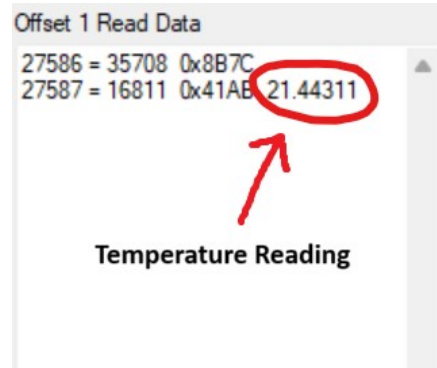 Offset 1 Read Data
27586 = 35708 0x8B7C
27587 = 16811 0x41AB 21.44311
Temperature Reading